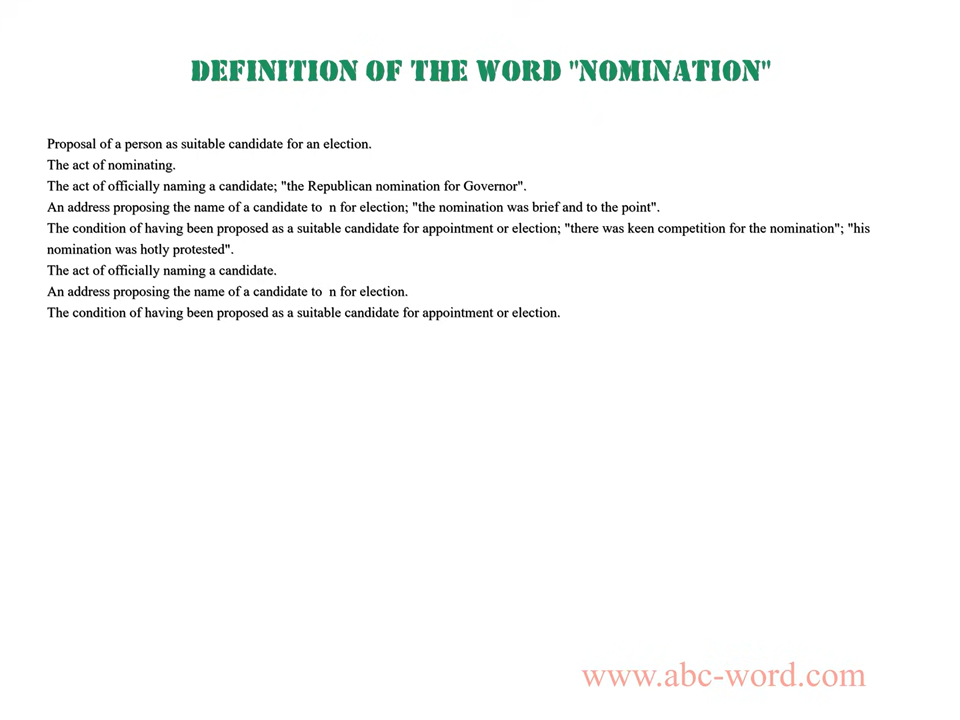 DEFINITION OF THE WORD "NOMINATION"
Proposal of a person as suitable candidate for an election.
The act of nominating.
The act of officially naming a candidate; "the Republican nomination for Governor".
An address proposing the name of a candidate to  n for election; "the nomination was brief and to the point".
The condition of having been proposed as a suitable candidate for appointment or election; "there was keen competition for the nomination"; "his
nomination was hotly protested".
The act of officially naming a candidate.
An address proposing the name of a candidate to  n for election.
The condition of having been proposed as a suitable candidate for appointment or election.
www.abc-word.com